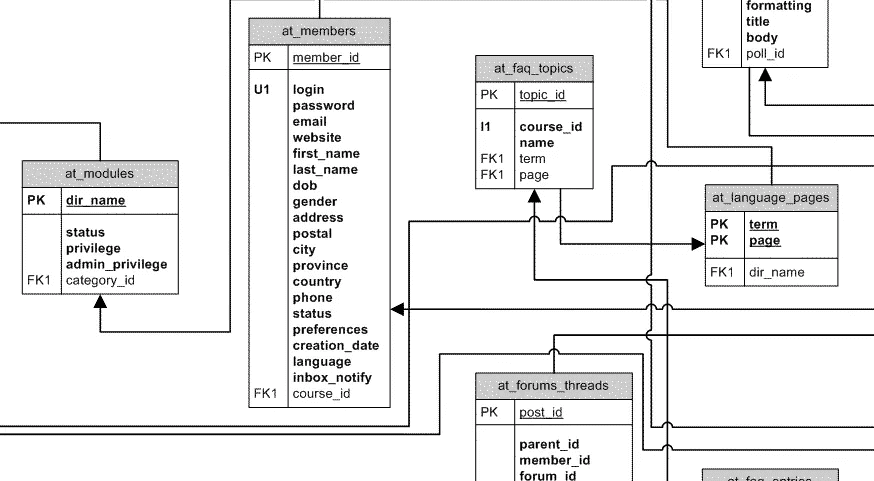 at_members
PK member_id
U1 login
password
email
website
first_name
last_name
dob
gender
address
postal
city
province
country
phone
status
preferences
creation_date
language
inbox_notify
FK1 course_id
at_modules
PK dir_name
status
privilege
admin_privilege
FK1 category_id
at_faq_topics
PK topic_id
I1 course_id
name
FK1 term
FK1 page
formatting
title
body
FK1 poll_id
at_language_pages
PK term
PK page
FK1 dir_name
at_forums_threads
PK post_id
parent_id
member_id
forum_id
at_faq_entries